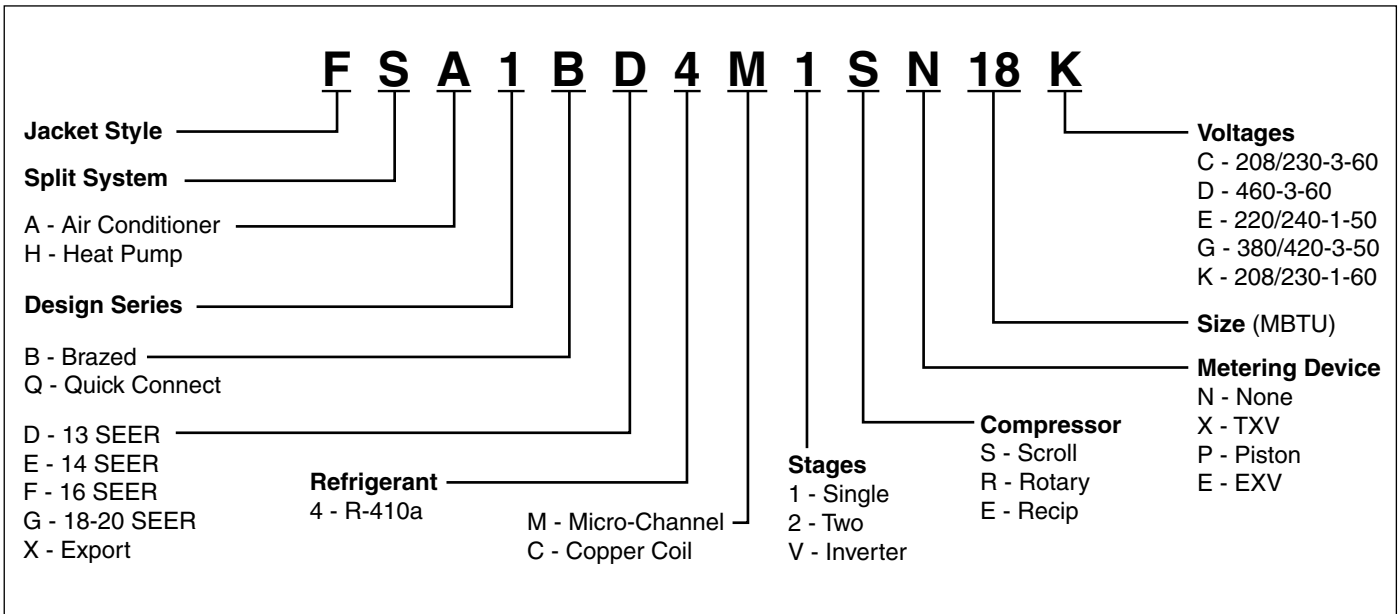 F S A 1 B D 4 M 1 S N 18 K
Jacket Style
Split System
A - Air Conditioner
H - Heat Pump
Design Series
B - Brazed
Q - Quick Connect
D - 13 SEER
E - 14 SEER
F - 16 SEER
G - 18-20 SEER
X - Export
Refrigerant
4 - R-410a
M - Micro-Channel
C - Copper Coil
Stages
1 - Single
2 - Two
V - Inverter
Compressor
S - Scroll
R - Rotary
E - Recip
Voltages
C - 208/230-3-60
D - 460-3-60
E - 220/240-1-50
G - 380/420-3-50
K - 208/230-1-60
Size (MBTU)
Metering Device
N - None
X - TXV
P - Piston
E - EXV